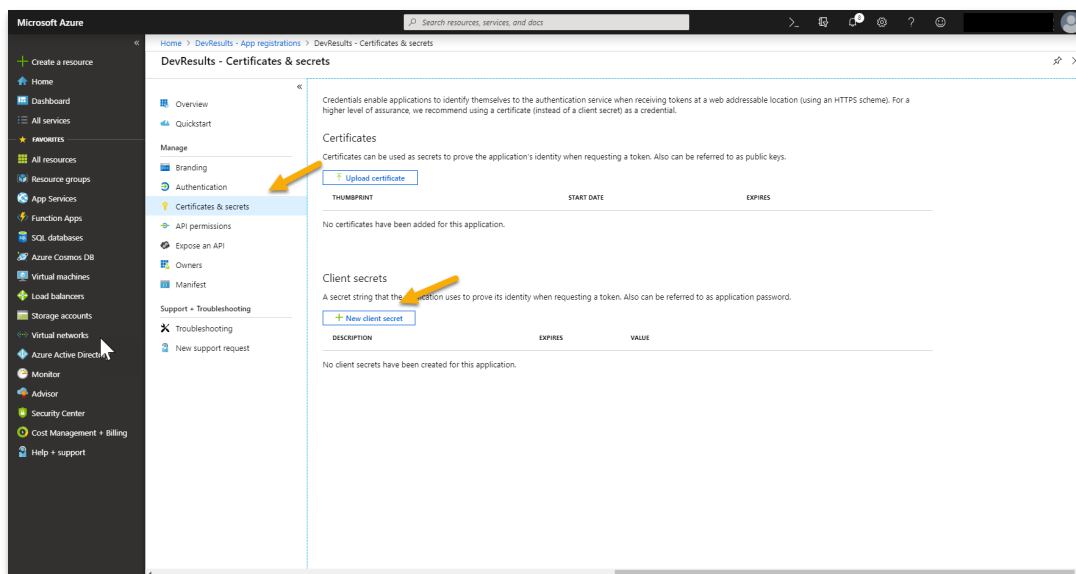 Microsoft Azure
Search resources, services, and docs
8
Home > DevResults - App registrations > DevResults - Certificates & secrets
DevResults - Certificates & secrets
Create a resource
Home
Dashboard
All services
FAVORITES
All resources
Resource groups
App Services
Function Apps
SQL databases
Azure Cosmos DB
Virtual machines
Load balancers
Storage accounts
Virtual networks
Azure Active
Monitor
Advisor
Security Center
Cost Management + Billing
Help + support
Overview
Quickstart
Manage
Branding
Authentication
Certificates & secrets
API permissions
Expose an API
Owners
Manifest
Support + Troubleshooting
Troubleshooting
New support request
Credentials enable applications to identify themselves to the authentication service when receiving tokens at a web addressable location (using an HTTPS scheme). For a
higher level of assurance, we recommend using a certificate (instead of a client secret) as a credential.
Certificates
Certificates can be used as secrets to prove the application's identity when requesting a token. Also can be referred to as public keys.
Upload certificate
THUMBPRINT START DATE EXPIRES
No certificates have been added for this application.
Client secrets
A secret string that the uses to prove its identity when requesting a token. Also can be referred to as application password.
New client secret
DESCRIPTION EXPIRES VALUE
No client secrets have been created for this application.